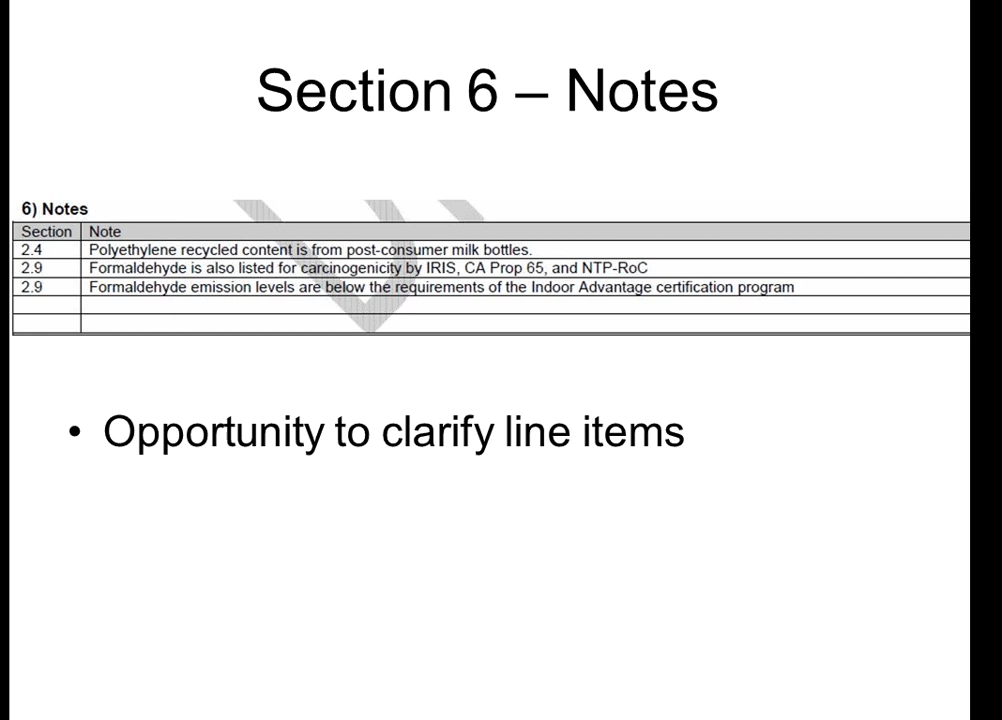 Section 6 – Notes
6) Notes
Section Note
2.4 Polyethylene recycled content is from post-consumer milk bottles.
2.9 Formaldehyde is also listed for carcinogenicity by IRIS, CA Prop 65, and NTP-RoC
2.9 Formaldehyde emission levels are below the requirements of the Indoor Advantage certification program
• Opportunity to clarify line items